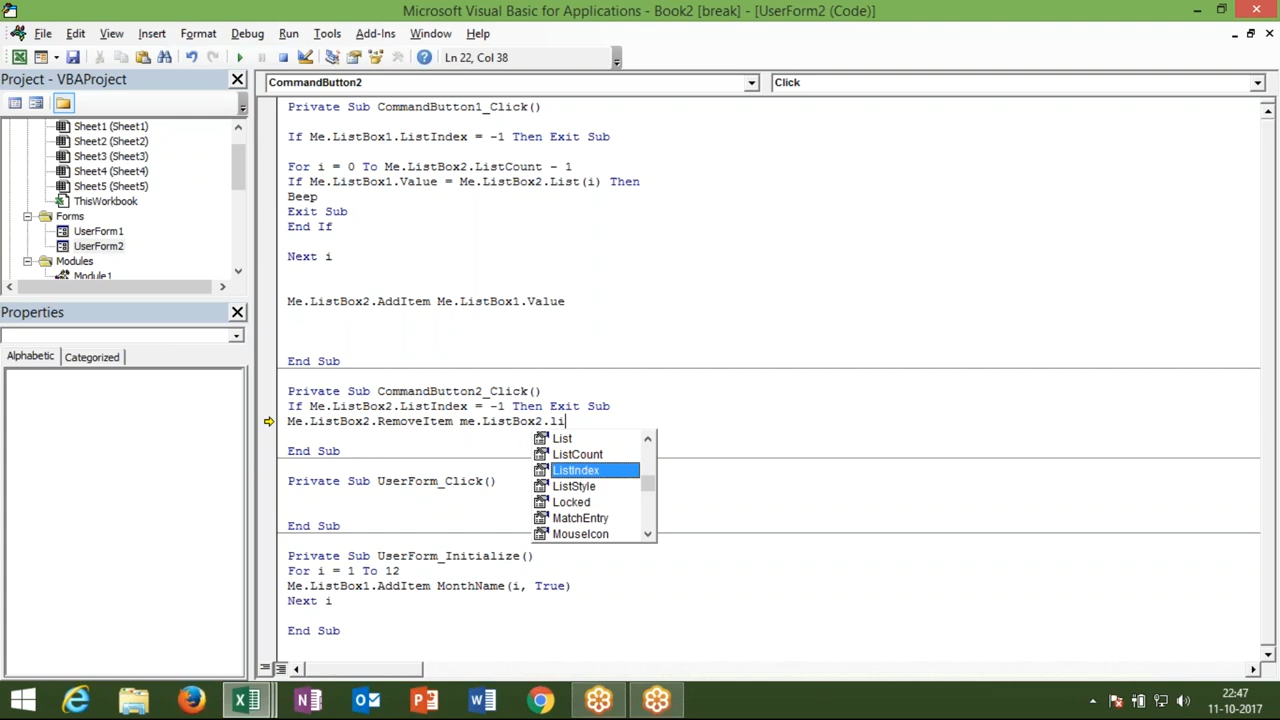 Microsoft Visual Basic for Applications - Book2 [break] - [UserForm2 (Code)]
File Edit View Insert Format Debug Run Tools Add-Ins Window Help
Ln 22, Col 38
Project - VBAProject
Sheet1 (Sheet1)
Sheet2 (Sheet2)
Sheet3 (Sheet3)
Sheet4 (Sheet4)
Sheet5 (Sheet5)
ThisWorkbook
Forms
UserForm1
UserForm2
Modules
Module1
Properties
Alphabetic Categorized
CommandButton2 Click
Private Sub CommandButton1_Click()
If Me.ListBox1.ListIndex = -1 Then Exit Sub
For i = 0 To Me.ListBox2.ListCount - 1
If Me.ListBox1.Value = Me.ListBox2.List(i) Then
Beep
Exit Sub
End If
Next i
Me.ListBox2.AddItem Me.ListBox1.Value
End Sub
Private Sub CommandButton2_Click()
If Me.ListBox2.ListIndex = -1 Then Exit Sub
Me.ListBox2.RemoveItem me.ListBox2.li
List
ListCount
ListIndex
ListStyle
Locked
MatchEntry
MouseIcon
End Sub
Private Sub UserForm_Click()
End Sub
Private Sub UserForm_Initialize()
For i = 1 To 12
Me.ListBox1.AddItem MonthName(i, True)
Next i
End Sub
22:47
11-10-2017